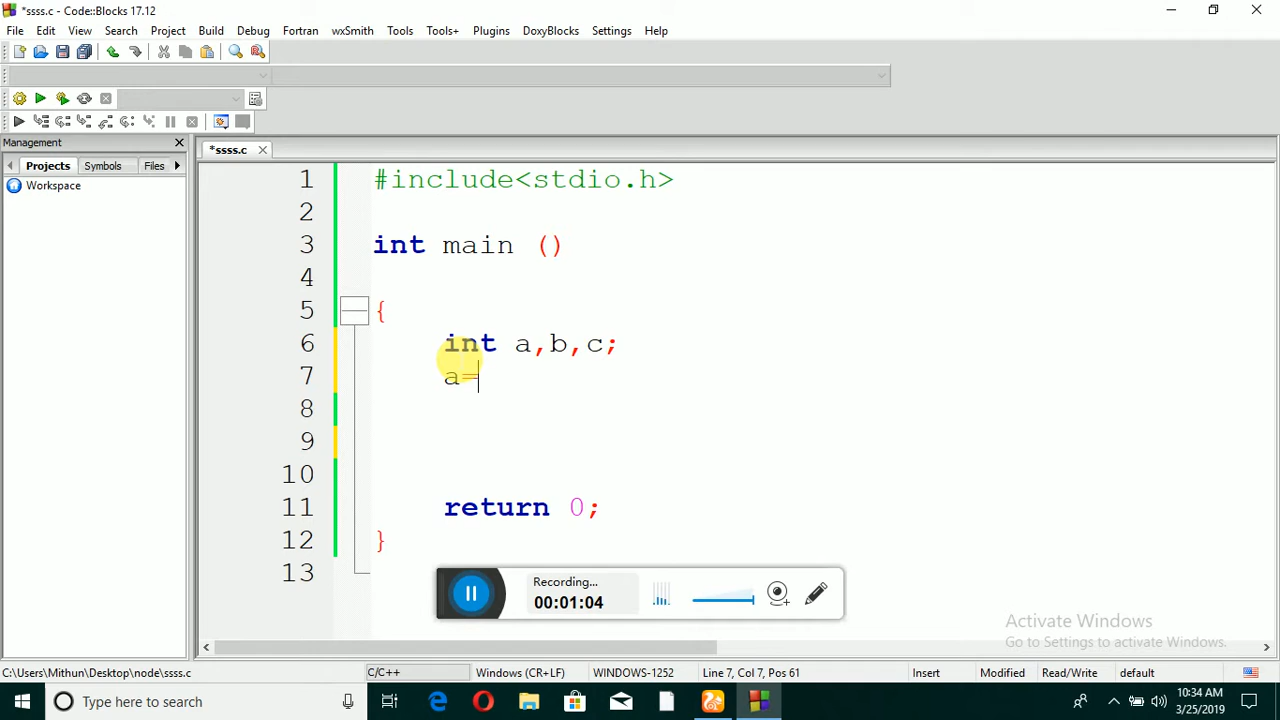 *ssss.c - Code::Blocks 17.12
File Edit View Search Project Build Debug Fortran wxSmith Tools Tools+ Plugins DoxyBlocks Settings Help
Management
Projects Symbols Files
Workspace
*ssss.c
1 #include<stdio.h>
2
3 int main ()
4
5 {
6 int a,b,c;
7 a=
8
9
10
11 return 0;
12 }
13
Recording...
00:01:04
Activate Windows
Go to Settings to activate Windows.
C:\Users\Mithun\Desktop\node\ssss.c C/C++ Windows (CR+LF) WINDOWS-1252 Line 7, Col 7, Pos 61 Insert Modified Read/Write default
Type here to search
10:34 AM
3/25/2019